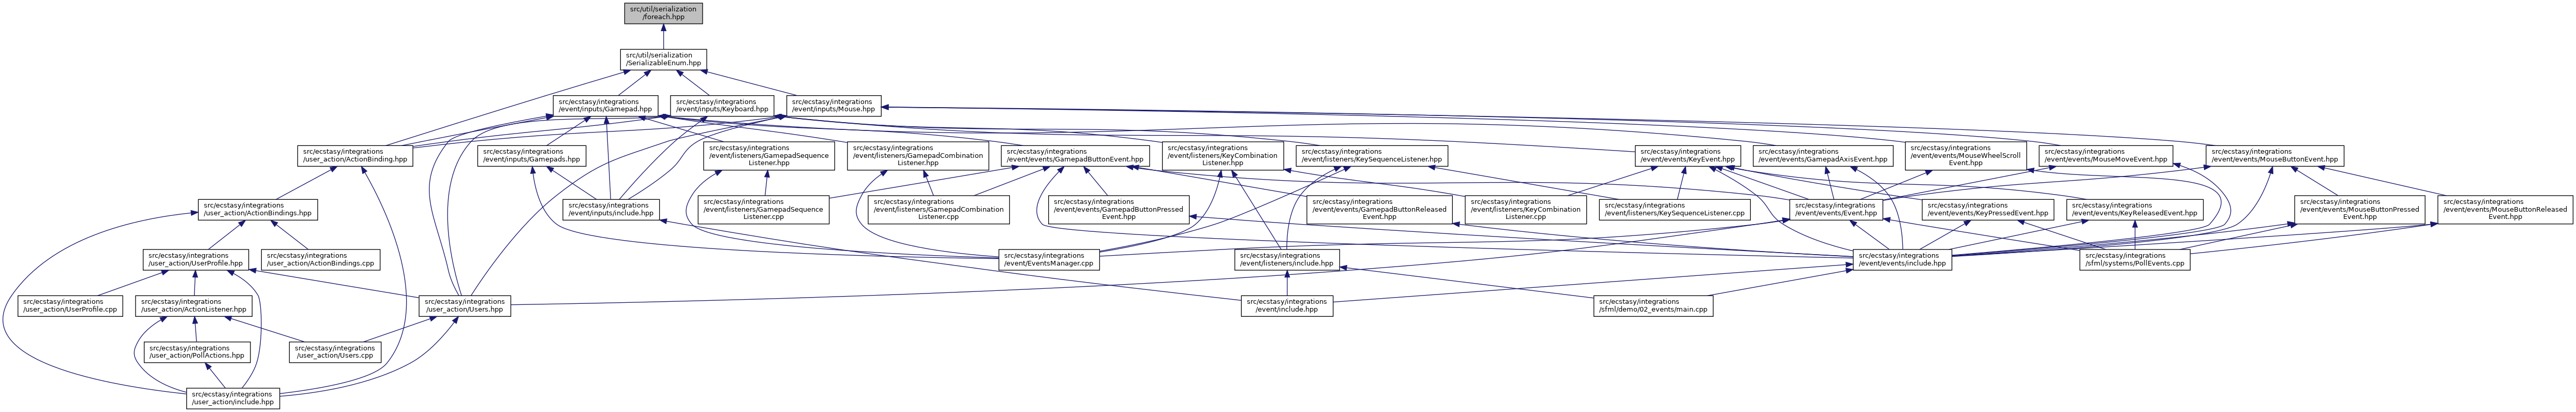 src/util/serialization
/foreach.hpp
src/util/serialization
/SerializableEnum.hpp
src/ecstasy/integrations
/event/inputs/Gamepad.hpp
src/ecstasy/integrations
/event/inputs/Keyboard.hpp
src/ecstasy/integrations
/event/inputs/Mouse.hpp
src/ecstasy/integrations
/user_action/ActionBinding.hpp
src/ecstasy/integrations
/event/inputs/Gamepads.hpp
src/ecstasy/integrations
/event/listeners/GamepadSequence
Listener.hpp
src/ecstasy/integrations
/event/listeners/GamepadCombination
Listener.hpp
src/ecstasy/integrations
/event/events/GamepadButtonEvent.hpp
src/ecstasy/integrations
/event/listeners/KeyCombination
Listener.hpp
src/ecstasy/integrations
/event/listeners/KeySequenceListener.hpp
src/ecstasy/integrations
/event/events/KeyEvent.hpp
src/ecstasy/integrations
/event/events/GamepadAxisEvent.hpp
src/ecstasy/integrations
/event/events/MouseWheelScroll
Event.hpp
src/ecstasy/integrations
/event/events/MouseMoveEvent.hpp
src/ecstasy/integrations
/event/events/MouseButtonEvent.hpp
src/ecstasy/integrations
/user_action/ActionBindings.hpp
src/ecstasy/integrations
/event/inputs/include.hpp
src/ecstasy/integrations
/event/listeners/GamepadSequence
Listener.cpp
src/ecstasy/integrations
/event/listeners/GamepadCombination
Listener.cpp
src/ecstasy/integrations
/event/events/GamepadButtonPressed
Event.hpp
src/ecstasy/integrations
/event/events/GamepadButtonReleased
Event.hpp
src/ecstasy/integrations
/event/listeners/KeyCombination
Listener.cpp
src/ecstasy/integrations
/event/listeners/KeySequenceListener.cpp
src/ecstasy/integrations
/event/events/Event.hpp
src/ecstasy/integrations
/event/events/KeyPressedEvent.hpp
src/ecstasy/integrations
/event/events/KeyReleasedEvent.hpp
src/ecstasy/integrations
/event/events/MouseButtonPressed
Event.hpp
src/ecstasy/integrations
/event/events/MouseButtonReleased
Event.hpp
src/ecstasy/integrations
/user_action/UserProfile.hpp
src/ecstasy/integrations
/user_action/ActionBindings.cpp
src/ecstasy/integrations
/event/EventsManager.cpp
src/ecstasy/integrations
/event/listeners/include.hpp
src/ecstasy/integrations
/event/events/include.hpp
src/ecstasy/integrations
/sfml/systems/PollEvents.cpp
src/ecstasy/integrations
/user_action/UserProfile.cpp
src/ecstasy/integrations
/user_action/ActionListener.hpp
src/ecstasy/integrations
/user_action/Users.hpp
src/ecstasy/integrations
/event/include.hpp
src/ecstasy/integrations
/sfml/demo/02_events/main.cpp
src/ecstasy/integrations
/user_action/PollActions.hpp
src/ecstasy/integrations
/user_action/Users.cpp
src/ecstasy/integrations
/user_action/include.hpp